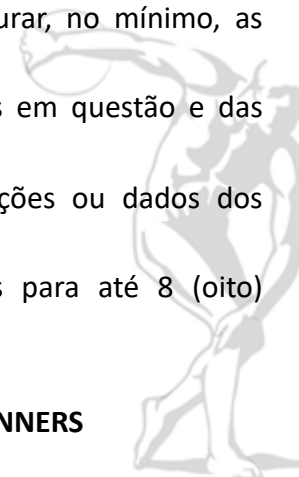 urar, no mínimo, as
s em questão e das
ções ou dados dos
s para até 8 (oito)
NNERS